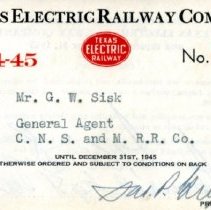 S ELECTRIC RAILWAY COM
4-45
TEXAS
ELECTRIC
RAILWAY
No.
Mr. G. W. Sisk
General Agent
C. N. S. and M. R.R. Co.
UNTIL DECEMBER 31ST, 1945
THERWISE ORDERED AND SUBJECT TO CONDITIONS ON BACK